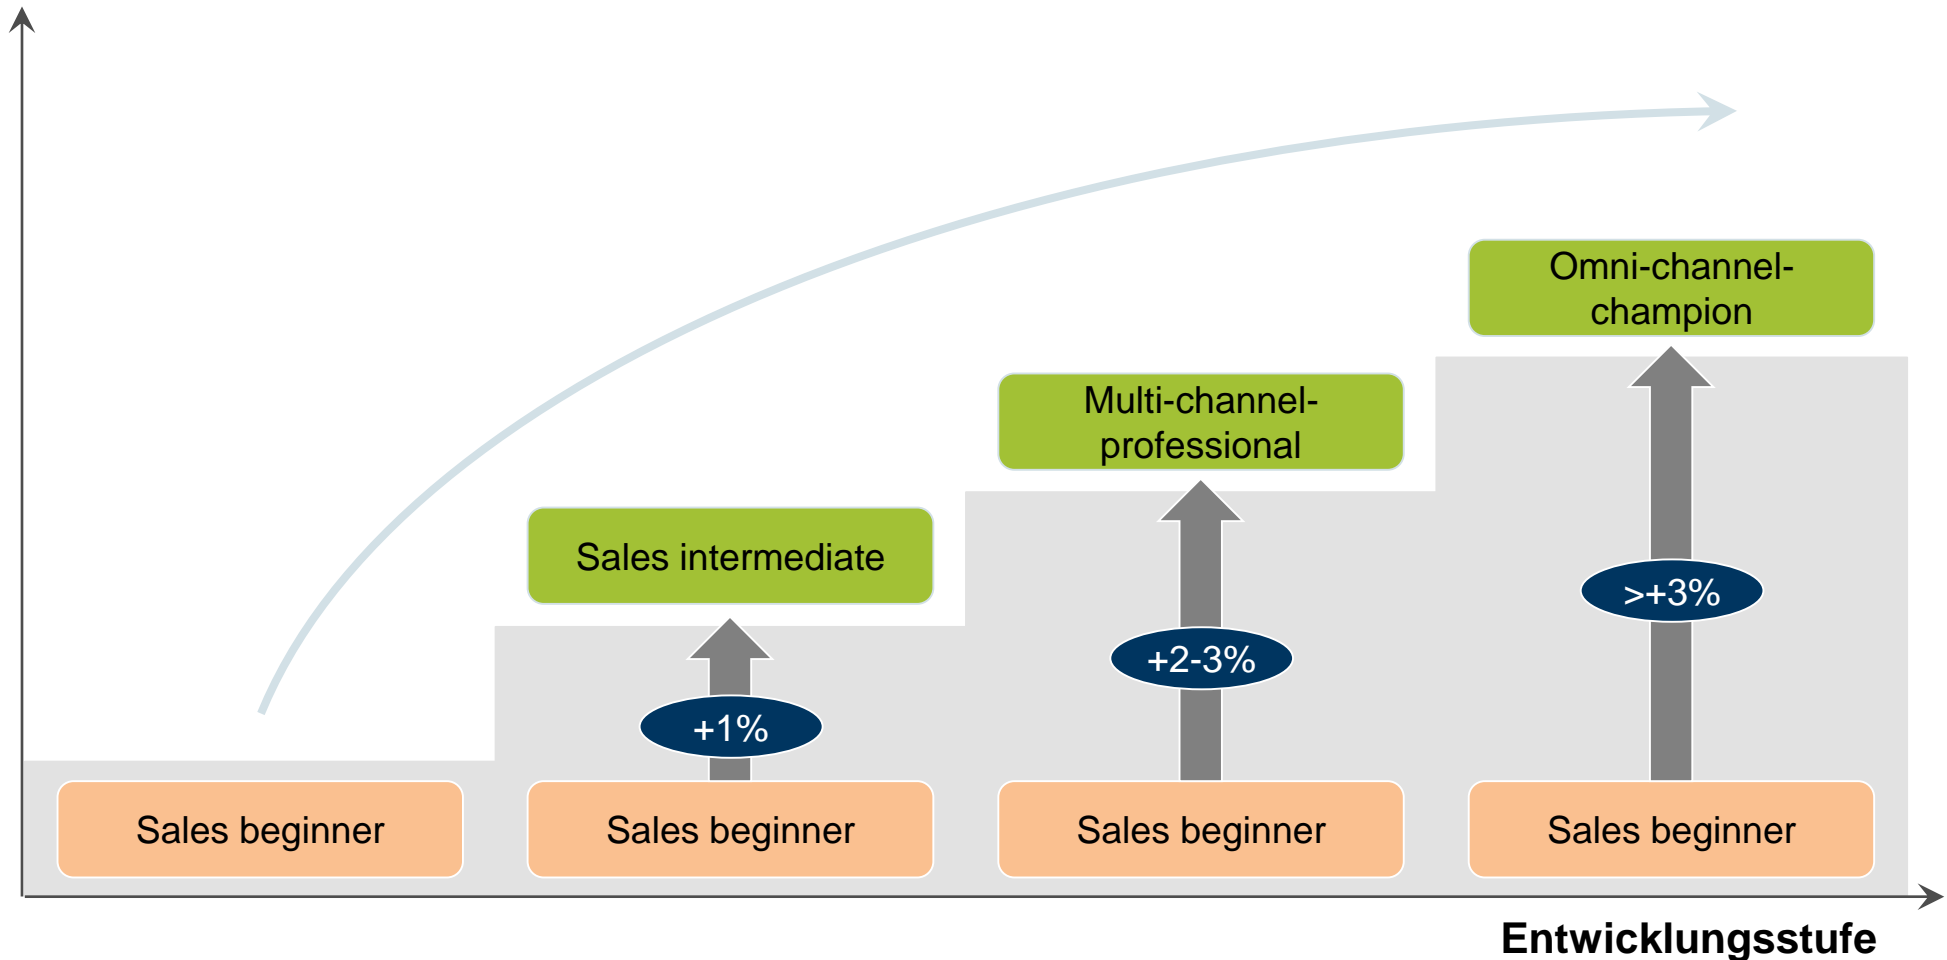 Omni-channel-
champion
Multi-channel-
professional
Sales intermediate
>+3%
+2-3%
+1%
Sales beginner
Sales beginner
Sales beginner
Sales beginner
Entwicklungsstufe